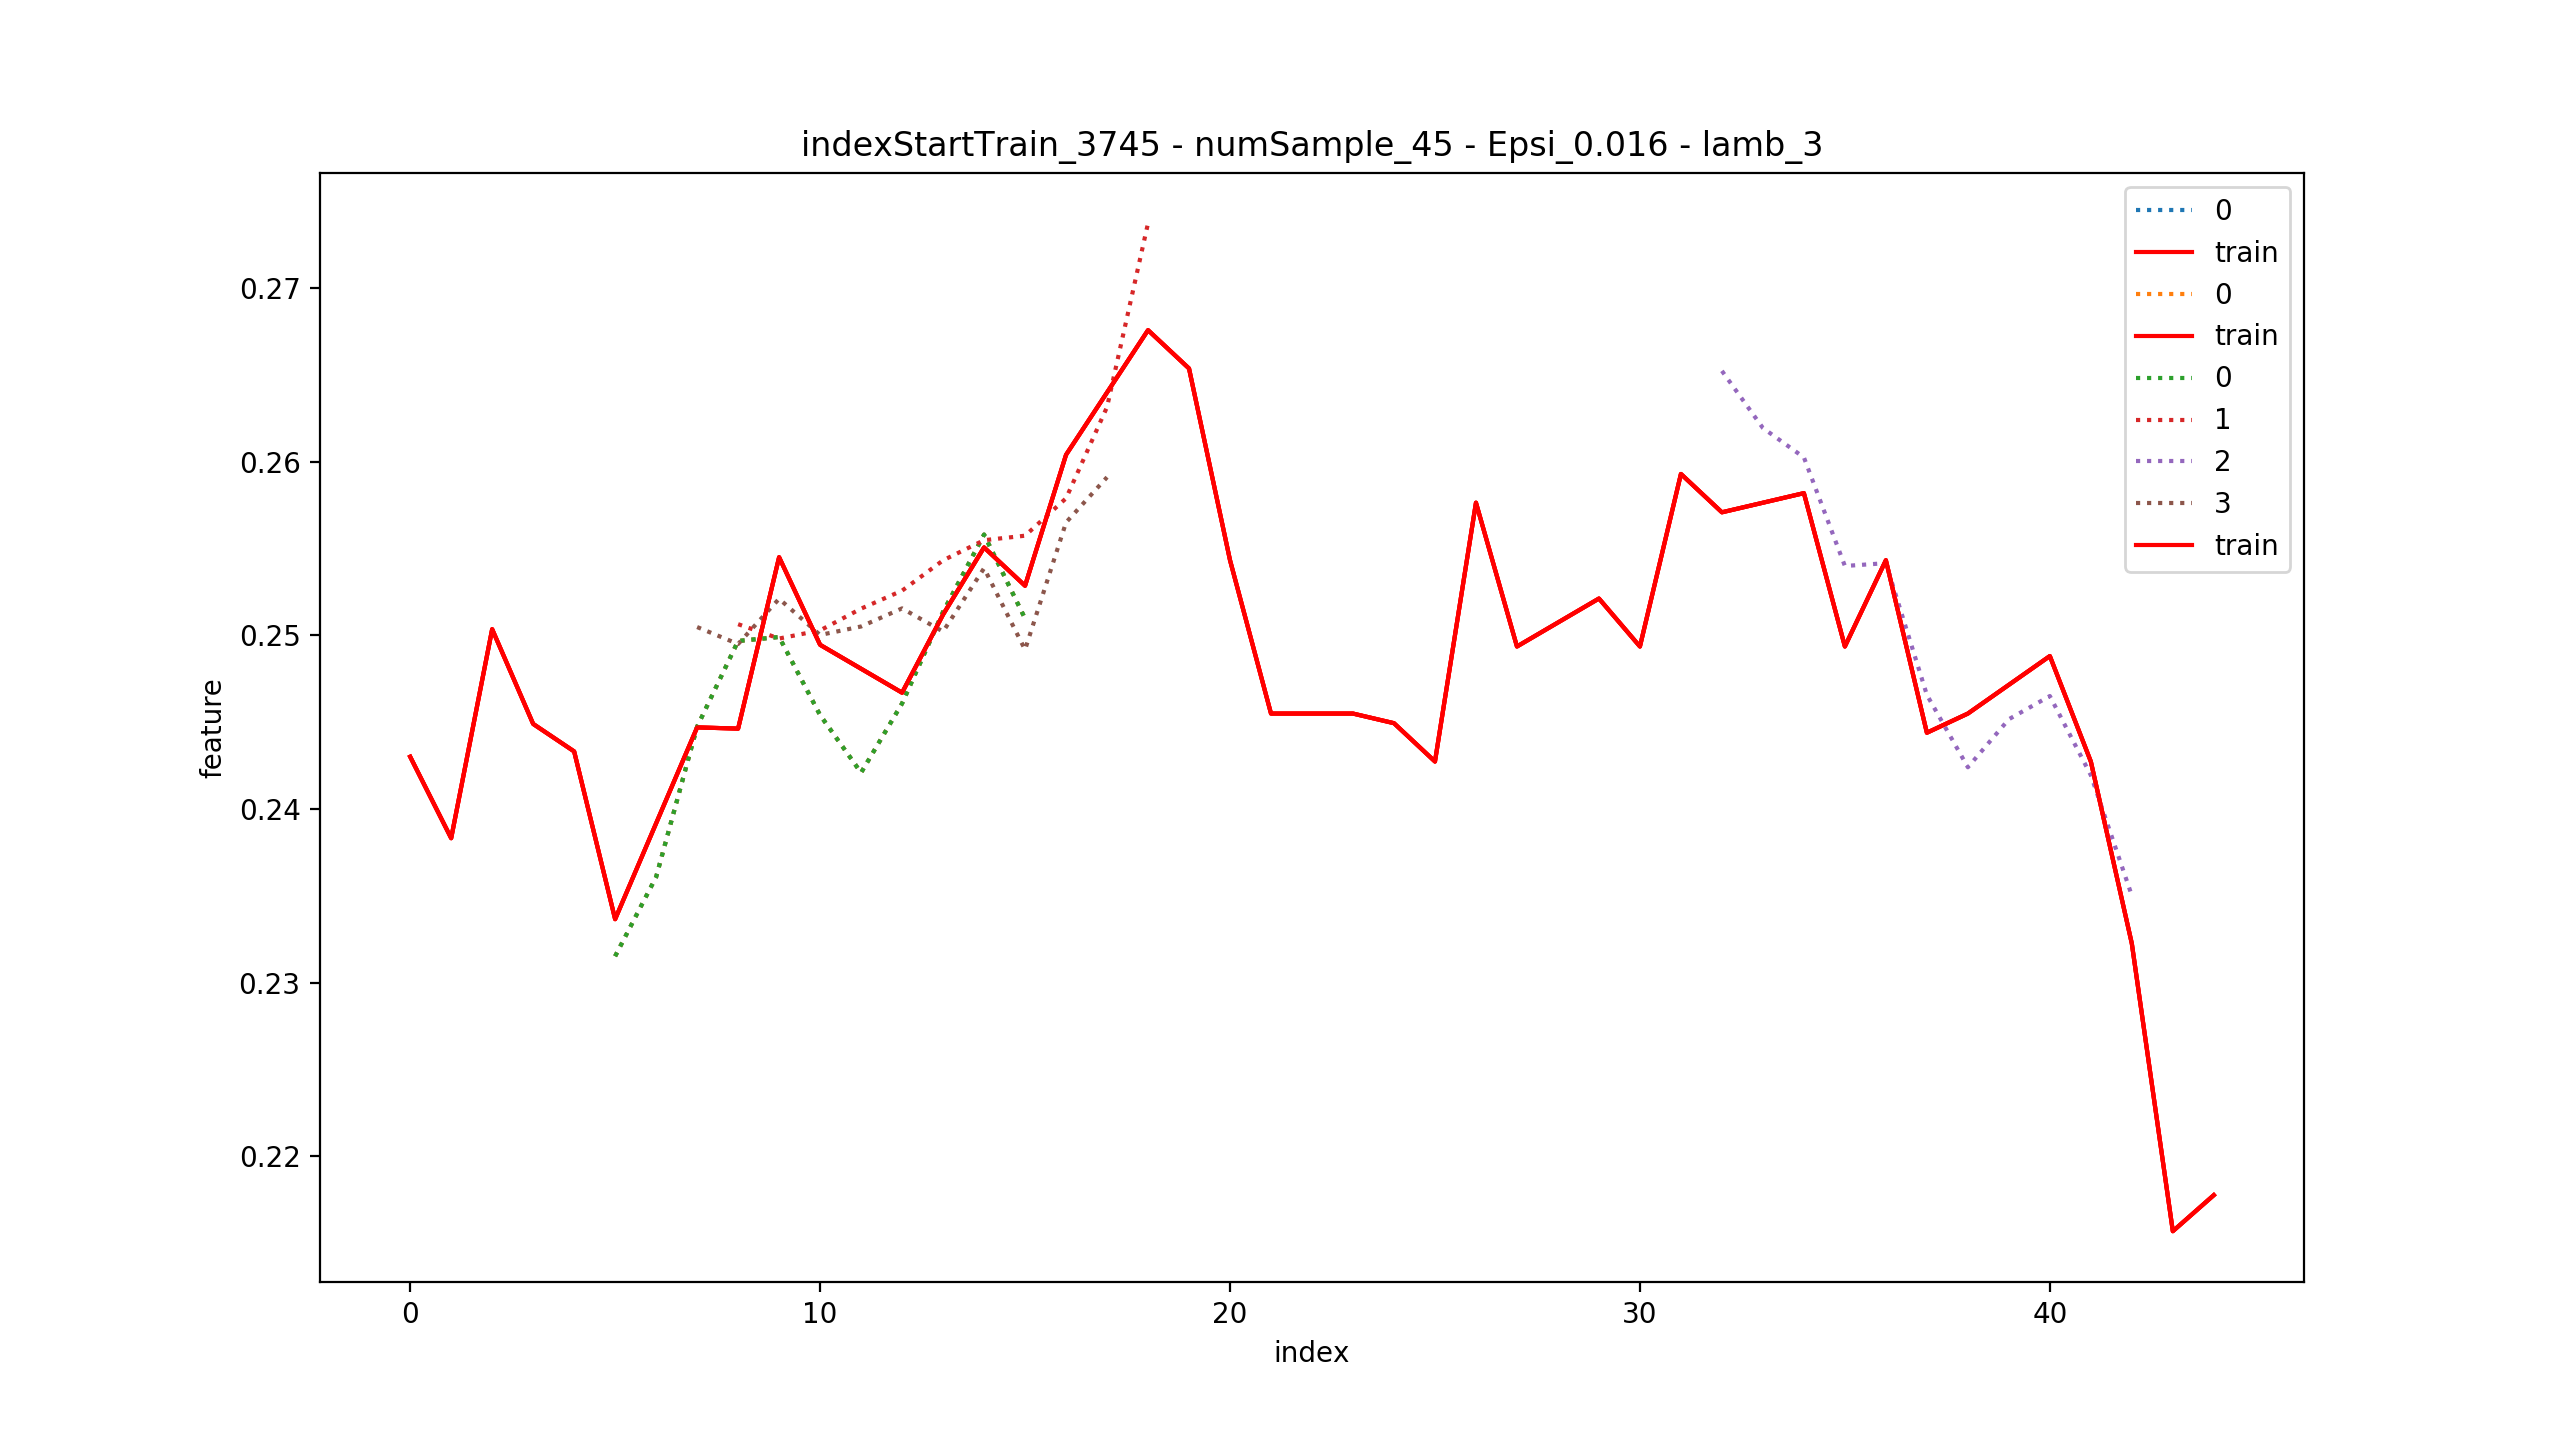 indexStartTrain_3745 - numSample_45 - Epsi_0.016 - lamb_3
0
train
0
train
0
1
2
3
train
feature
0.27
0.26
0.25
0.24
0.23
0.22
0 10 20 30 40
index